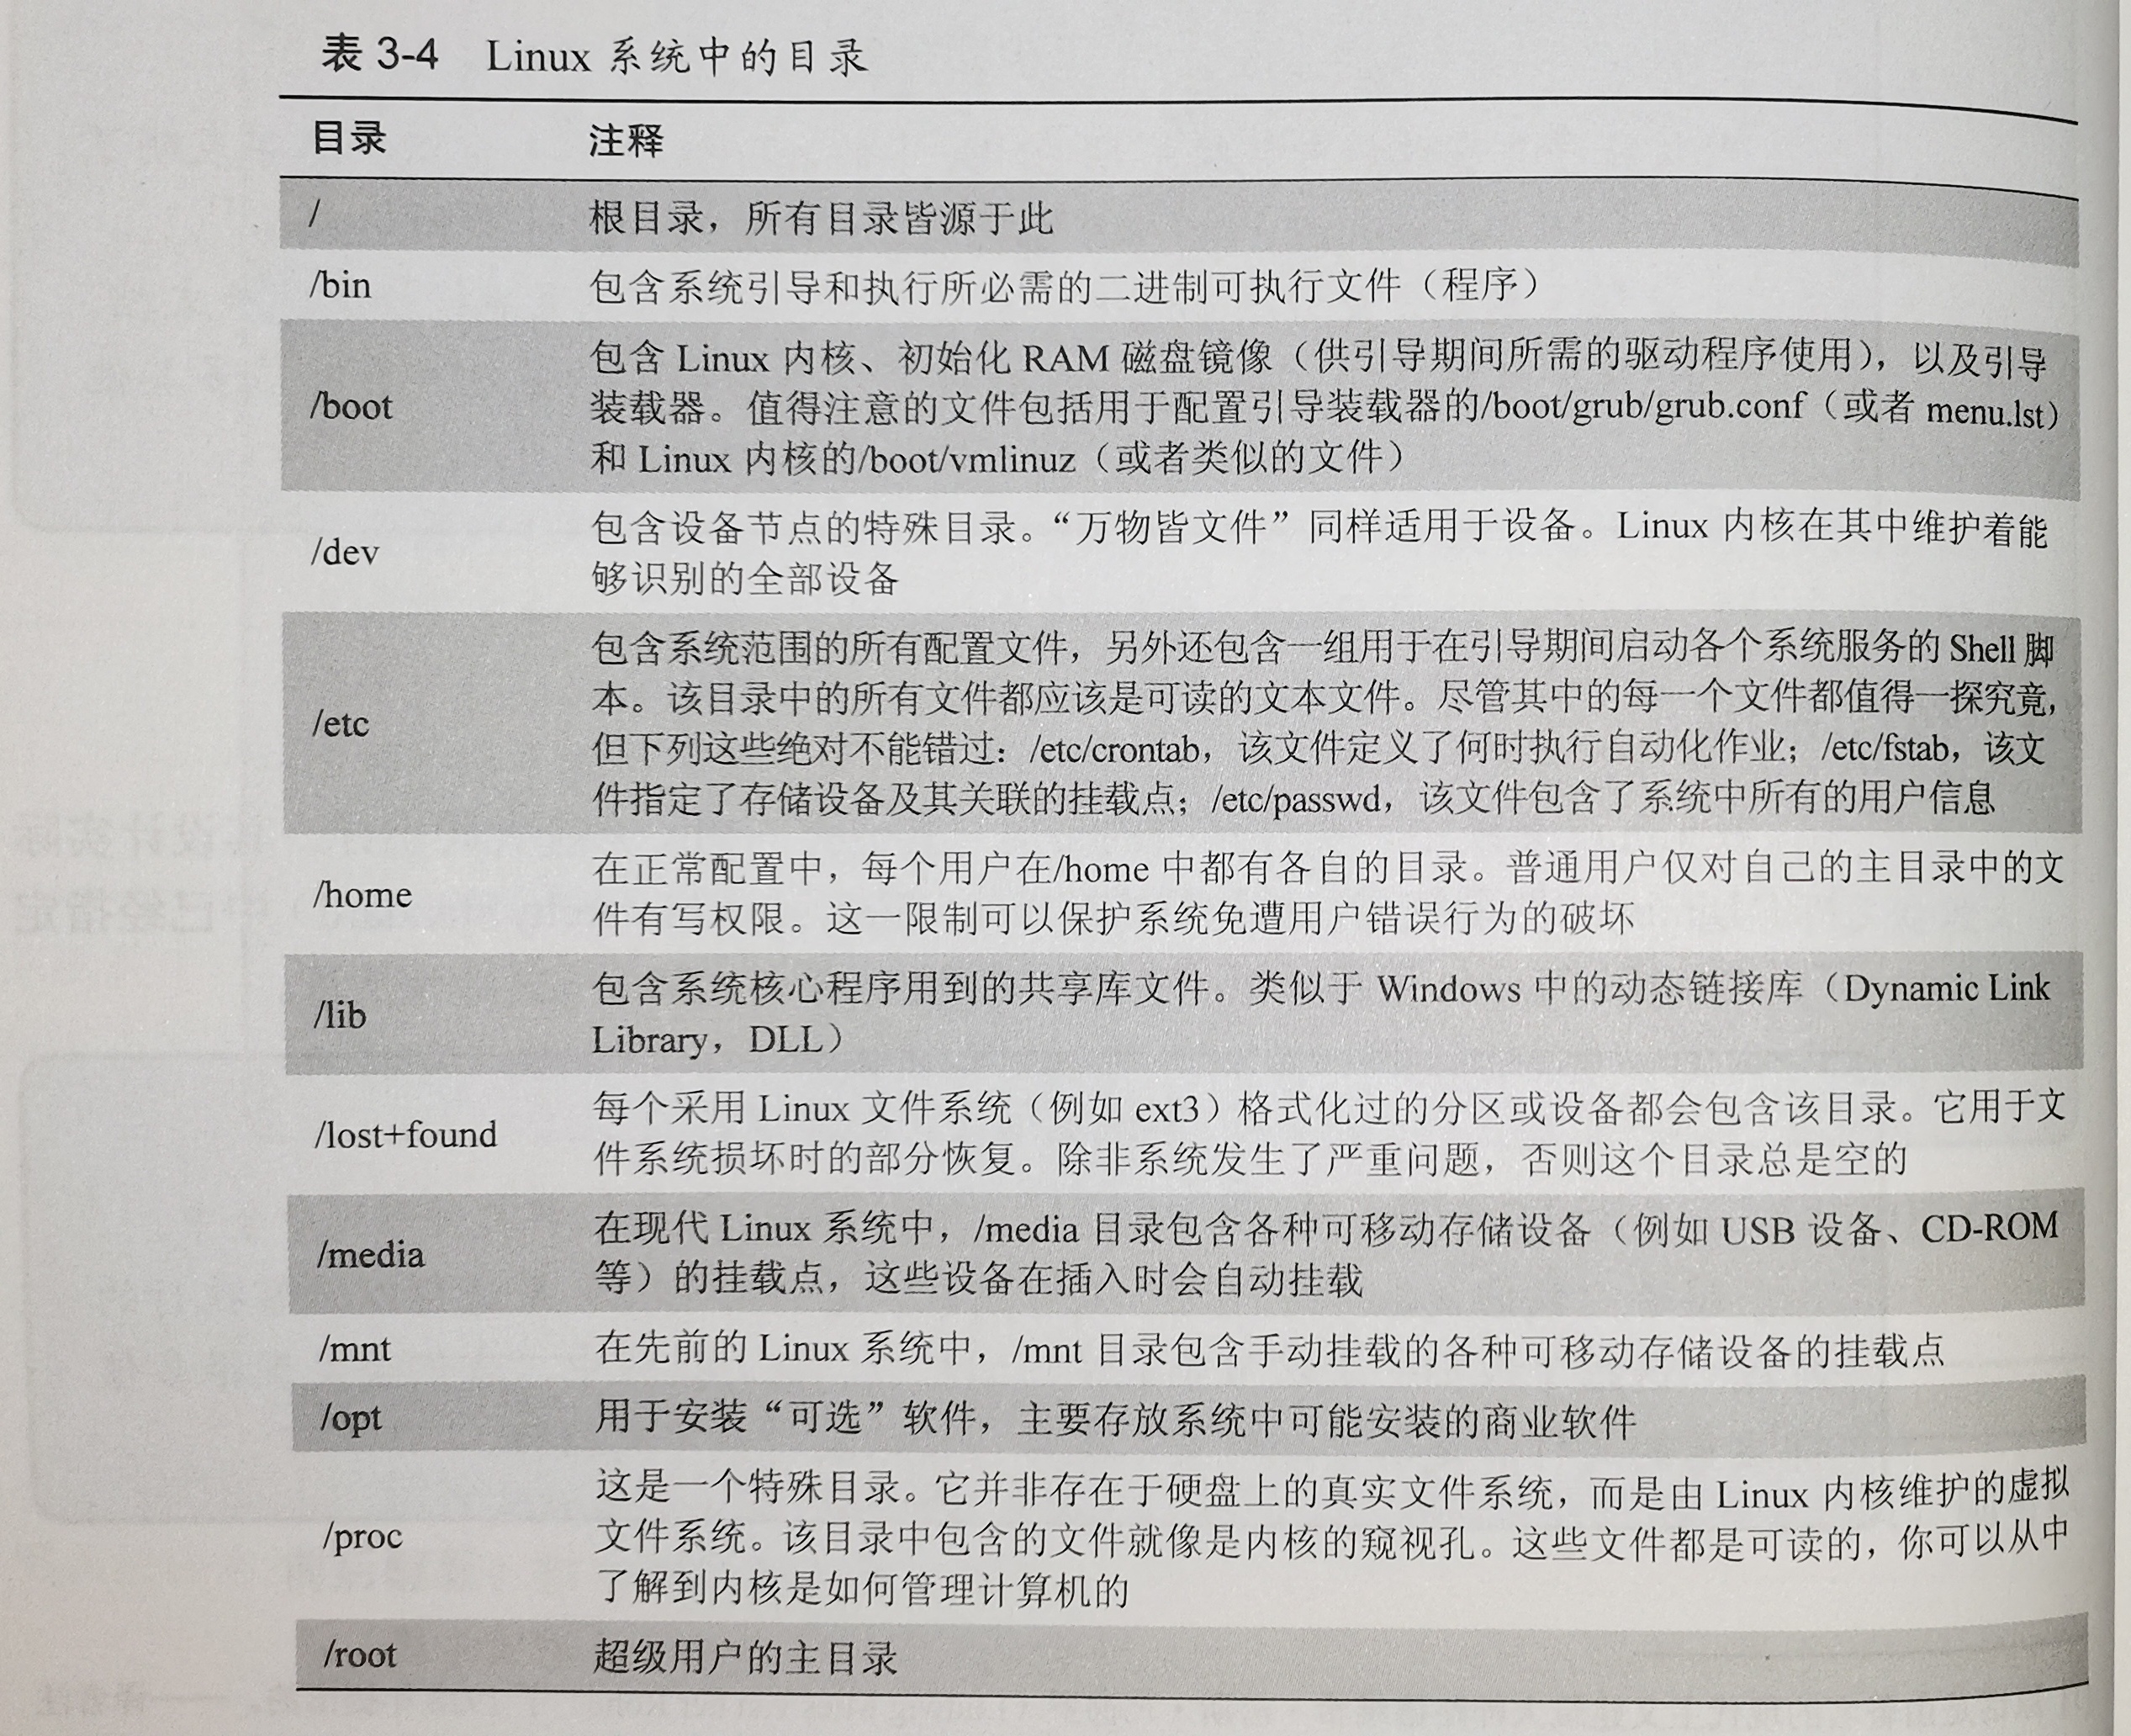 表 3-4 Linux 系统中的目录
目录 注释
/ 根目录，所有目录皆源于此
/bin 包含系统引导和执行所必需的二进制可执行文件（程序）
包含 Linux 内核、初始化 RAM 磁盘镜像（供引导期间所需的驱动程序使用），以及引导
/boot 装载器。值得注意的文件包括用于配置引导装载器的/boot/grub/grub.conf（或者 menu.lst）
和 Linux 内核的/boot/vmlinuz（或者类似的文件）
/dev 包含设备节点的特殊目录。“万物皆文件”同样适用于设备。Linux 内核在其中维护着能
够识别的全部设备
包含系统范围的所有配置文件，另外还包含一组用于在引导期间启动各个系统服务的 Shell 脚
/etc 本。该目录中的所有文件都应该是可读的文本文件。尽管其中的每一个文件都值得一探究竟，
但下列这些绝对不能错过：/etc/crontab，该文件定义了何时执行自动化作业；/etc/fstab，该文
件指定了存储设备及其关联的挂载点；/etc/passwd，该文件包含了系统中所有的用户信息
/home 在正常配置中，每个用户在/home 中都有各自的目录。普通用户仅对自己的主目录中的文
件有写权限。这一限制可以保护系统免遭用户错误行为的破坏
/lib 包含系统核心程序用到的共享库文件。类似于 Windows 中的动态链接库（Dynamic Link
Library，DLL）
/lost+found 每个采用 Linux 文件系统（例如 ext3）格式化过的分区或设备都会包含该目录。它用于文
件系统损坏时的部分恢复。除非系统发生了严重问题，否则这个目录总是空的
/media 在现代 Linux 系统中，/media 目录包含各种可移动存储设备（例如 USB 设备、CD-ROM
等）的挂载点，这些设备在插入时会自动挂载
/mnt 在先前的 Linux 系统中，/mnt 目录包含手动挂载的各种可移动存储设备的挂载点
/opt 用于安装“可选”软件，主要存放系统中可能安装的商业软件
这是一个特殊目录。它并非存在于硬盘上的真实文件系统，而是由 Linux 内核维护的虚拟
/proc 文件系统。该目录中包含的文件就像是内核的窥视孔。这些文件都是可读的，你可以从中
了解到内核是如何管理计算机的
/root 超级用户的主目录